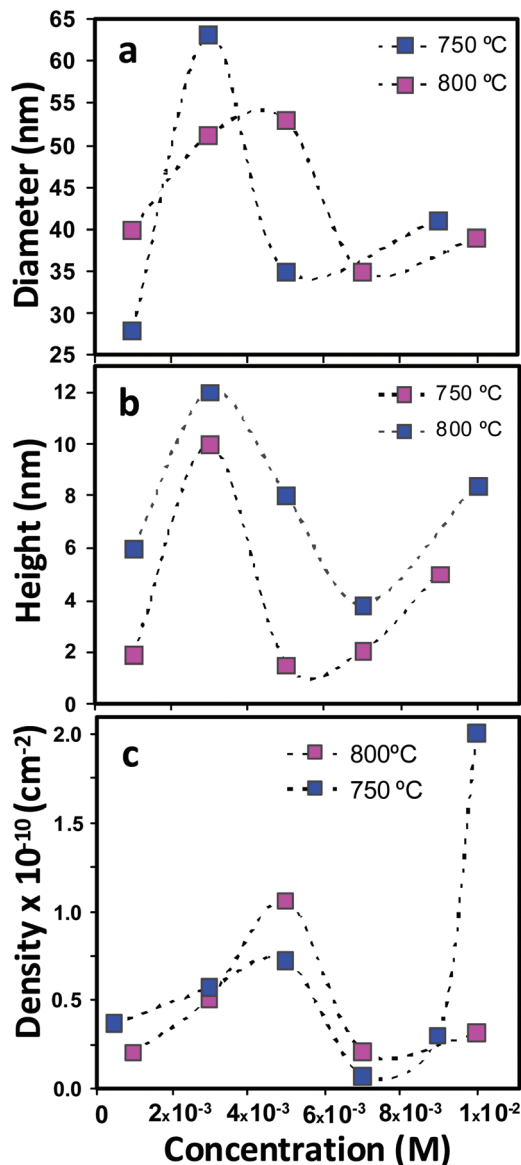 a
750 ºC
800 ºC
65
60
55
50
45
40
35
30
25
Diameter (nm)
b
750 ºC
800 ºC
12
10
8
6
4
2
0
Height (nm)
c
800ºC
750 ºC
2.0
1.5
1.0
0.5
0.0
Density x 10⁻¹⁰ (cm⁻²)
0 2x10⁻³ 4x10⁻³ 6x10⁻³ 8x10⁻³ 1x10⁻²
Concentration (M)